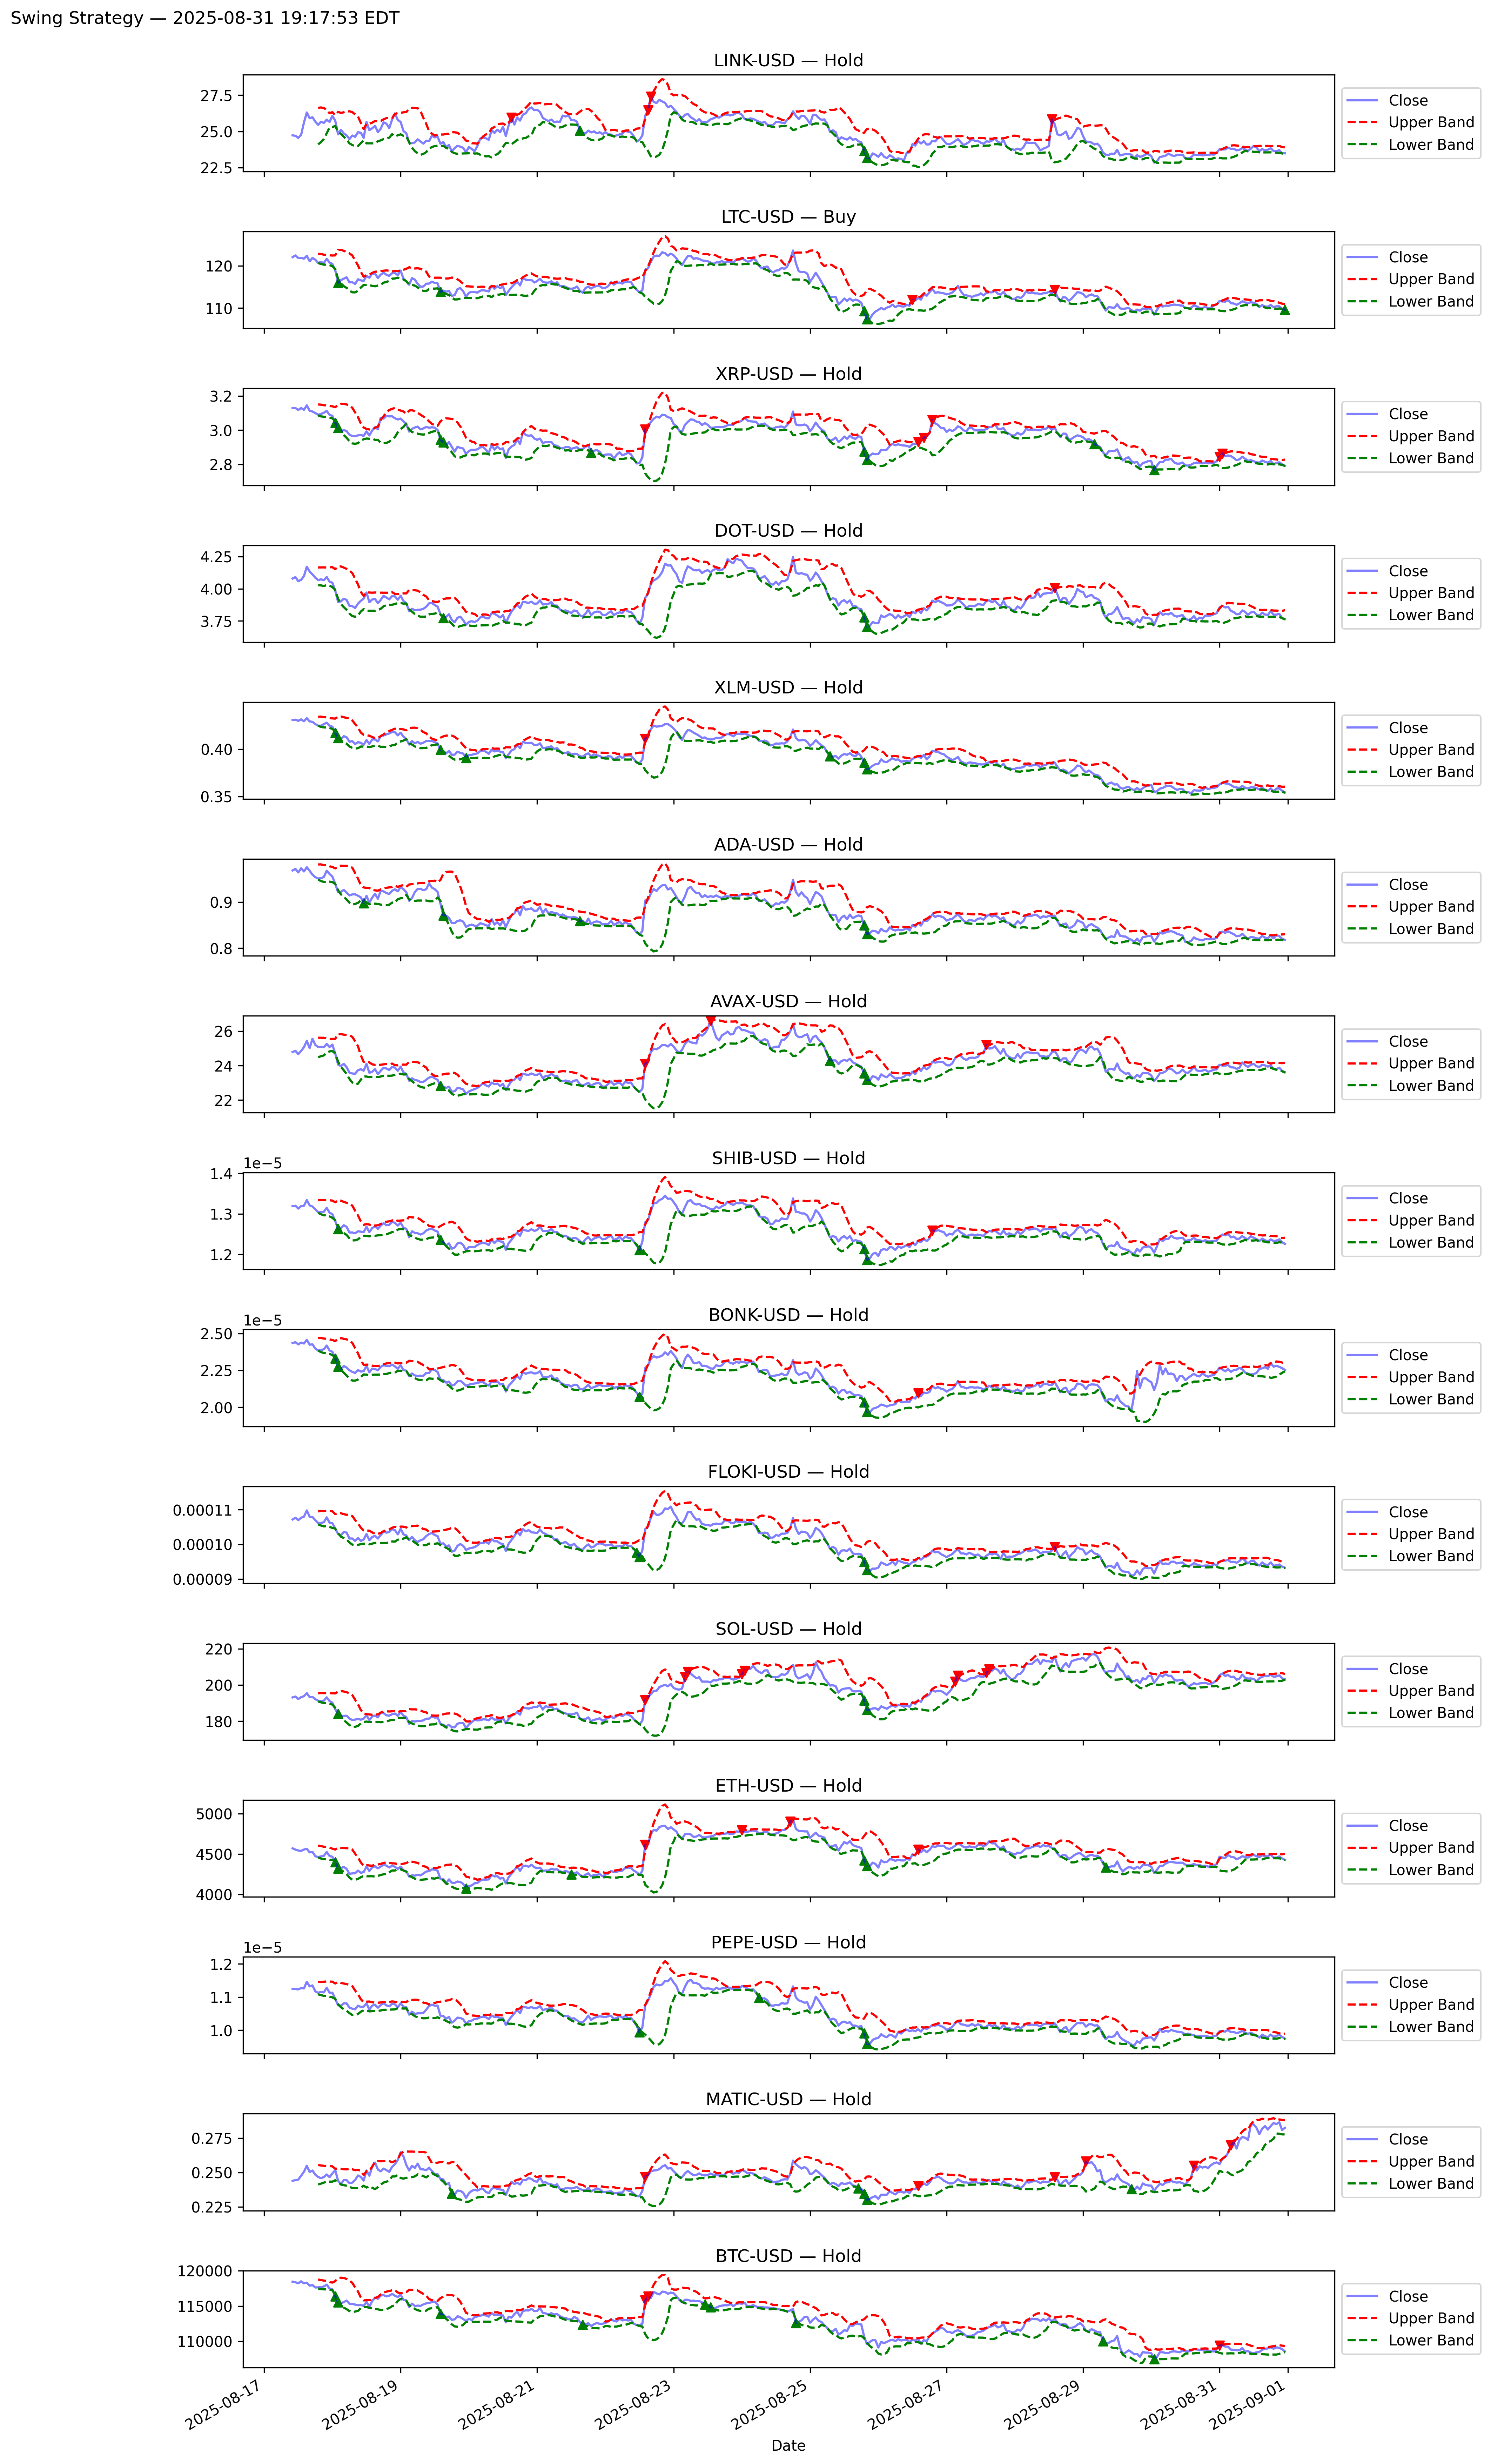 Swing Strategy — 2025-08-31 19:17:53 EDT
LINK-USD — Hold
27.5
25.0
22.5
Close
Upper Band
Lower Band
LTC-USD — Buy
120
110
Close
Upper Band
Lower Band
XRP-USD — Hold
3.2
3.0
2.8
Close
Upper Band
Lower Band
DOT-USD — Hold
4.25
4.00
3.75
Close
Upper Band
Lower Band
XLM-USD — Hold
0.40
0.35
Close
Upper Band
Lower Band
ADA-USD — Hold
0.9
0.8
Close
Upper Band
Lower Band
AVAX-USD — Hold
26
24
22
Close
Upper Band
Lower Band
SHIB-USD — Hold
1e−5
1.4
1.3
1.2
Close
Upper Band
Lower Band
BONK-USD — Hold
1e−5
2.50
2.25
2.00
Close
Upper Band
Lower Band
FLOKI-USD — Hold
0.00011
0.00010
0.00009
Close
Upper Band
Lower Band
SOL-USD — Hold
220
200
180
Close
Upper Band
Lower Band
ETH-USD — Hold
5000
4500
4000
Close
Upper Band
Lower Band
PEPE-USD — Hold
1e−5
1.2
1.1
1.0
Close
Upper Band
Lower Band
MATIC-USD — Hold
0.275
0.250
0.225
Close
Upper Band
Lower Band
BTC-USD — Hold
120000
115000
110000
Close
Upper Band
Lower Band
2025-08-17
2025-08-19
2025-08-21
2025-08-23
2025-08-25
2025-08-27
2025-08-29
2025-08-31
2025-09-01
Date